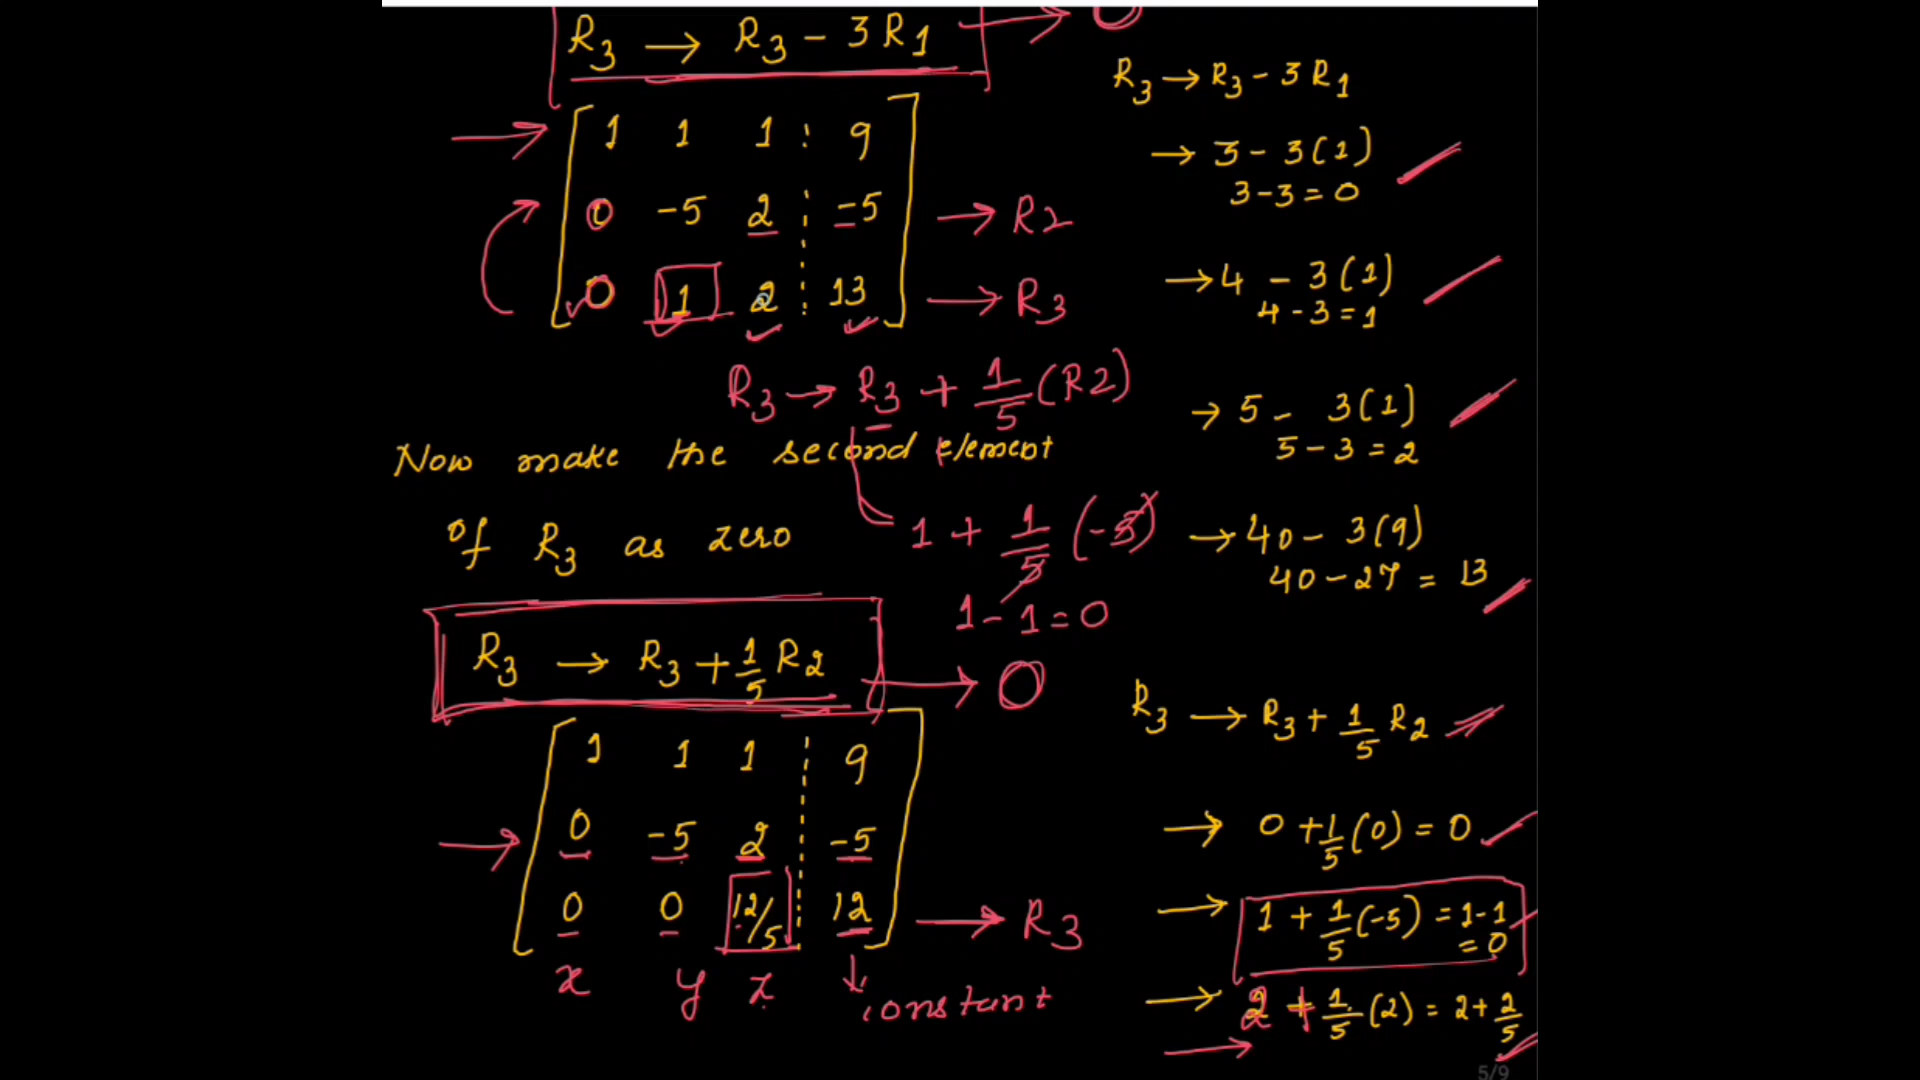 R3 → R3 - 3R1 → 0
1 1 1 : 9
0 -5 2 : -5 → R2
0 1 2 : 13 → R3
R3 → R3 + 1/5 (R2)
Now make the second element
of R3 as zero
1 + 1/5 (-5)
1 - 1 = 0
R3 → R3 + 1/5 R2 → 0
1 1 1 : 9
0 -5 2 : -5
0 0 12/5 : 12 → R3
x y z ↓ constant
R3 → R3 - 3R1
→ 3 - 3(1)
3 - 3 = 0
→ 4 - 3(1)
4 - 3 = 1
→ 5 - 3(1)
5 - 3 = 2
→ 40 - 3(9)
40 - 27 = 13
R3 → R3 + 1/5 R2
→ 0 + 1/5 (0) = 0
→ 1 + 1/5 (-5) = 1 - 1
= 0
→ 2 + 1/5 (2) = 2 + 2/5
→
5/9